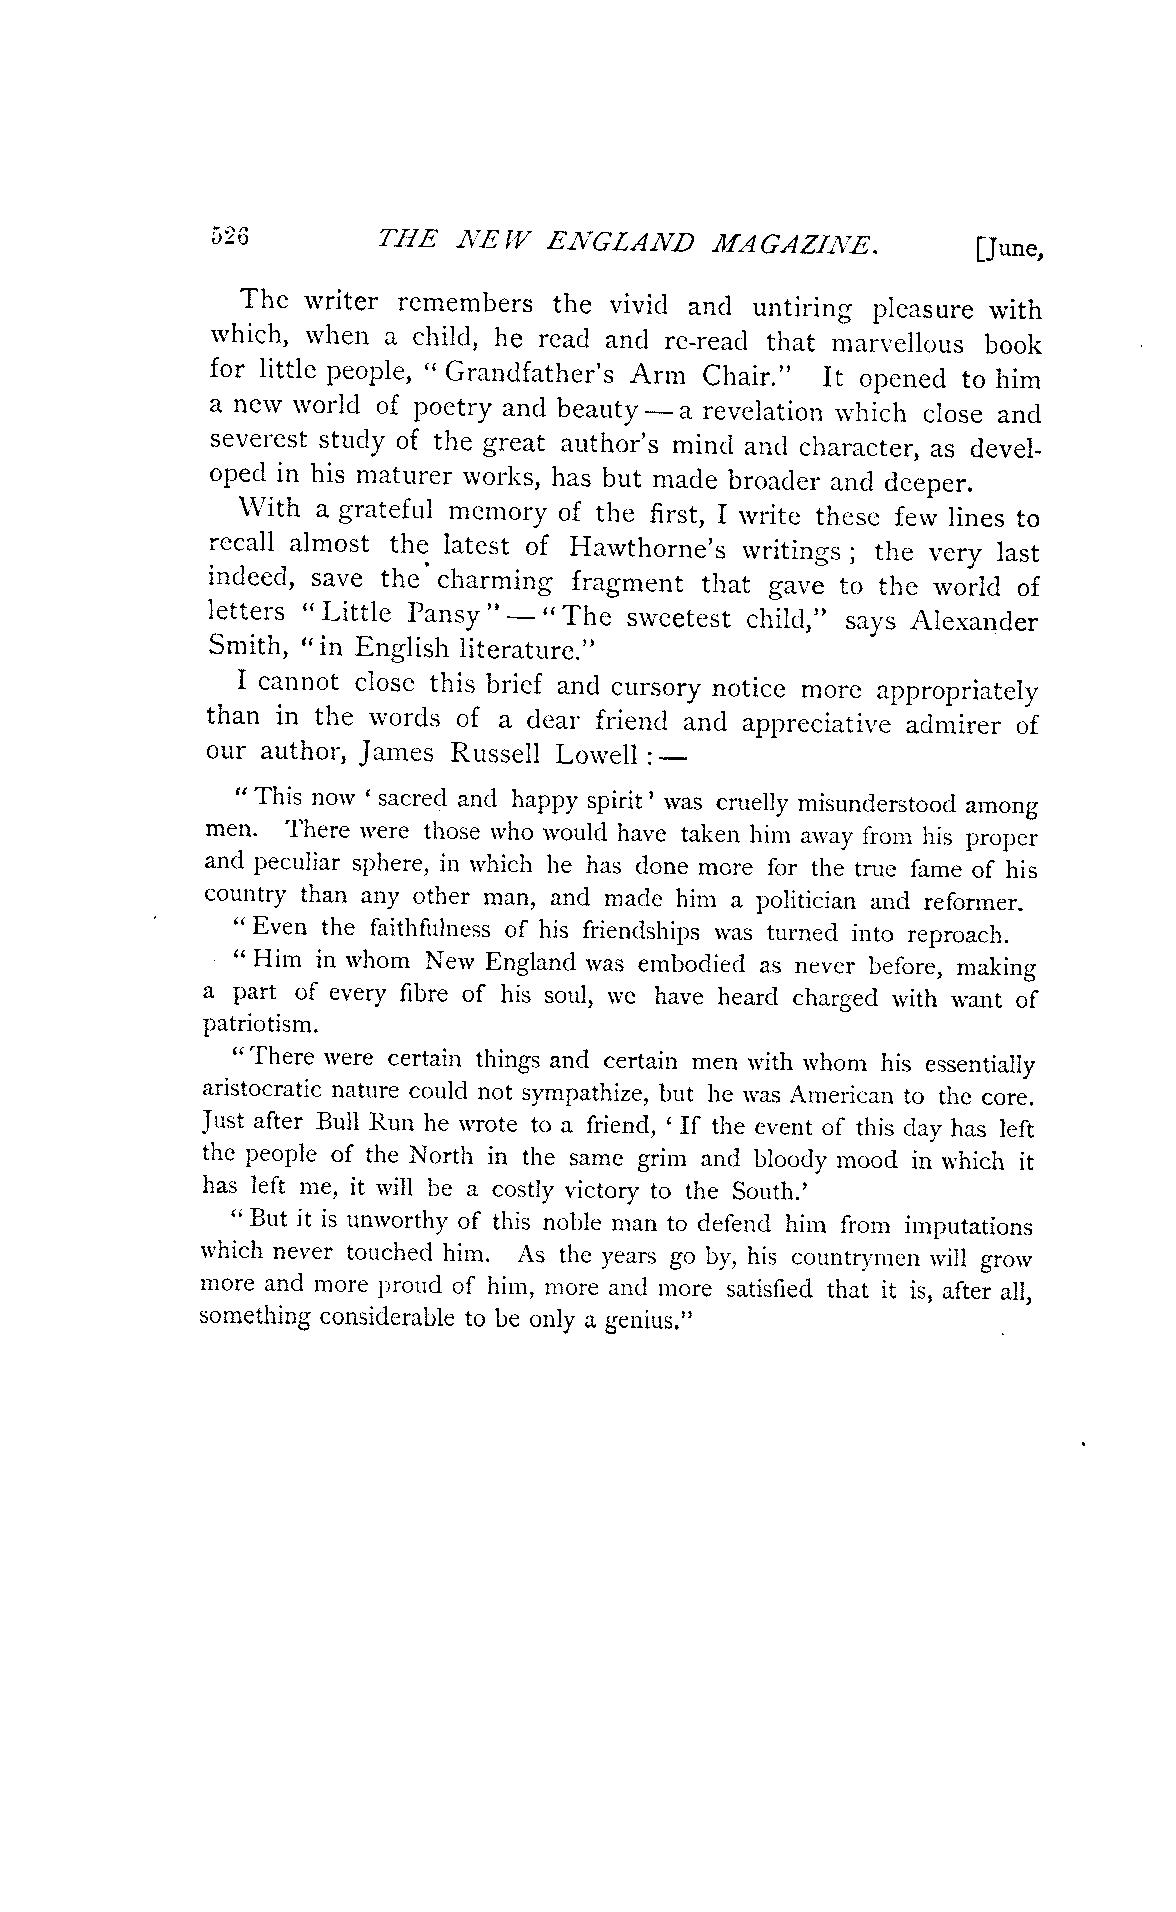 526 THE NEW ENGLAND MAGAZINE. [June,
The writer remembers the vivid and untiring pleasure with
which, when a child, he read and re-read that marvellous book
for little people, “ Grandfather's Arm Chair.” It opened to him
a new world of poetry and beauty — a revelation which close and
severest study of the great author's mind and character, as devel-
oped in his maturer works, has but made broader and deeper.
With a grateful memory of the first, I write these few lines to
recall almost the latest of Hawthorne's writings ; the very last
indeed, save the charming fragment that gave to the world of
letters “ Little Pansy ” — “ The sweetest child,” says Alexander
Smith, “ in English literature.”
I cannot close this brief and cursory notice more appropriately
than in the words of a dear friend and appreciative admirer of
our author, James Russell Lowell : —
“ This now ‘ sacred and happy spirit ’ was cruelly misunderstood among
men. There were those who would have taken him away from his proper
and peculiar sphere, in which he has done more for the true fame of his
country than any other man, and made him a politician and reformer.
“ Even the faithfulness of his friendships was turned into reproach.
“ Him in whom New England was embodied as never before, making
a part of every fibre of his soul, we have heard charged with want of
patriotism.
“ There were certain things and certain men with whom his essentially
aristocratic nature could not sympathize, but he was American to the core.
Just after Bull Run he wrote to a friend, ‘ If the event of this day has left
the people of the North in the same grim and bloody mood in which it
has left me, it will be a costly victory to the South.’
“ But it is unworthy of this noble man to defend him from imputations
which never touched him. As the years go by, his countrymen will grow
more and more proud of him, more and more satisfied that it is, after all,
something considerable to be only a genius.”